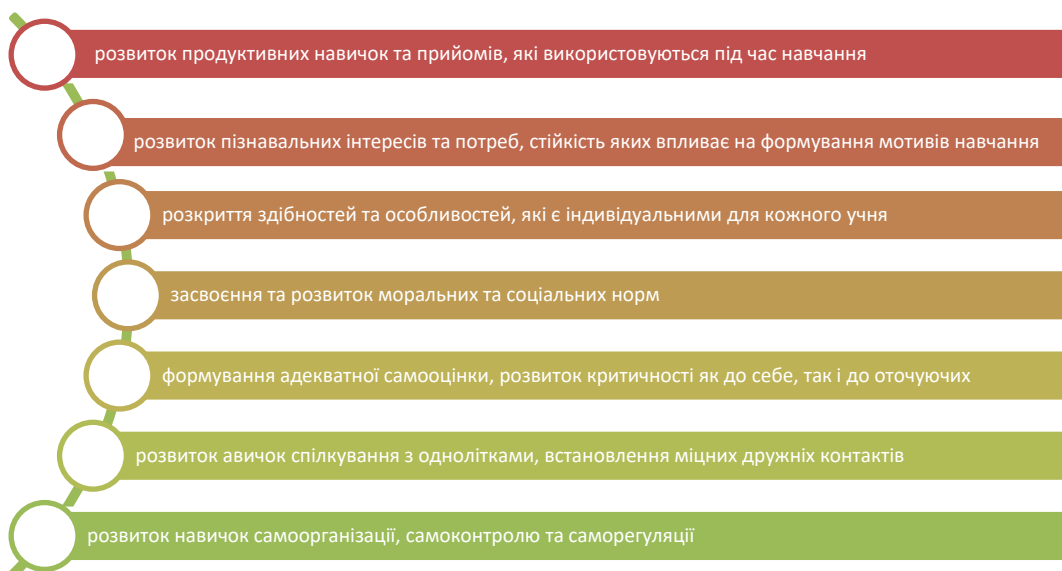 розвиток продуктивних навичок та прийомів, які використовуються під час навчання
розвиток пізнавальних інтересів та потреб, стійкість яких впливає на формування мотивів навчання
розкриття здібностей та особливостей, які є індивідуальними для кожного учня
засвоєння та розвиток моральних та соціальних норм
формування адекватної самооцінки, розвиток критичності як до себе, так і до оточуючих
розвиток авичок спілкування з однолітками, встановлення міцних дружніх контактів
розвиток навичок самоорганізації, самоконтролю та саморегуляції